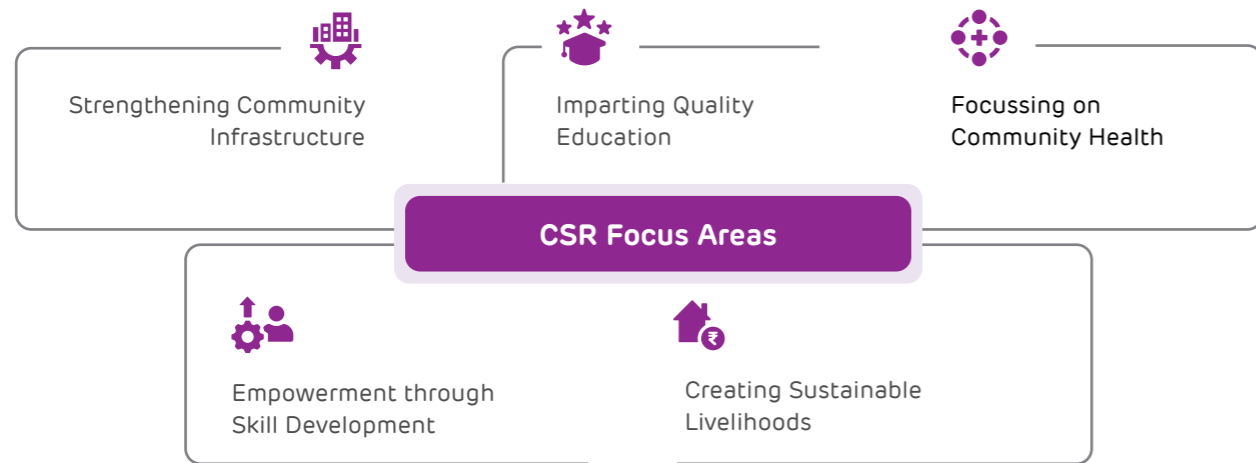 Strengthening Community
Infrastructure
Imparting Quality
Education
Focussing on
Community Health
CSR Focus Areas
₹
Empowerment through
Skill Development
Creating Sustainable
Livelihoods